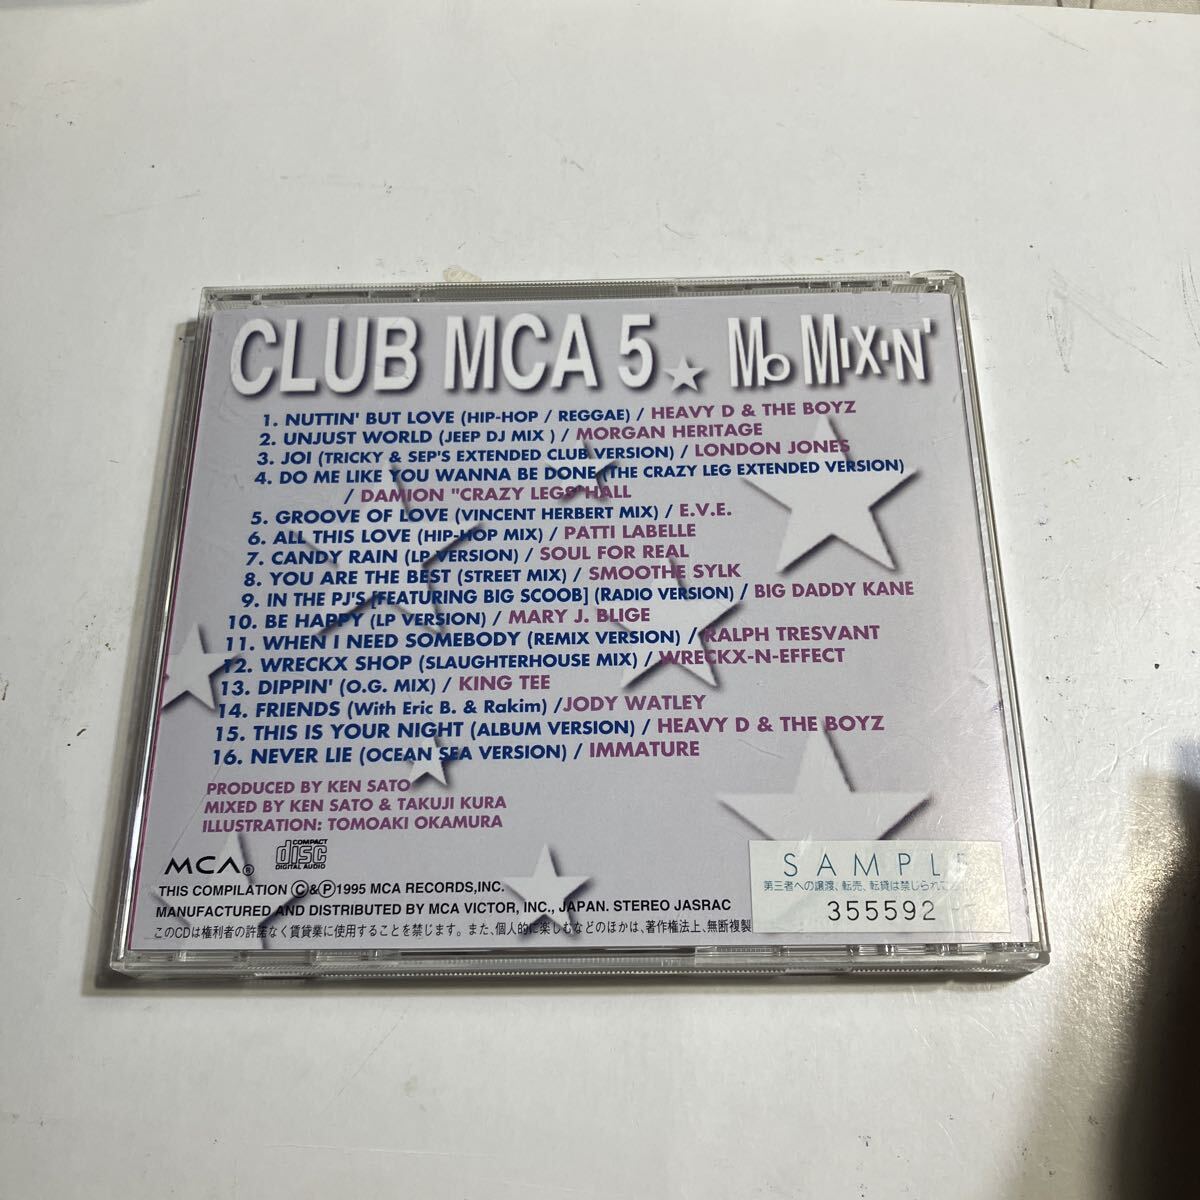 CLUB MCA 5 ★ Mo MIXIN'
1. NUTTIN' BUT LOVE (HIP-HOP / REGGAE) / HEAVY D & THE BOYZ
2. UNJUST WORLD (JEEP DJ MIX ) / MORGAN HERITAGE
3. JOI (TRICKY & SEP'S EXTENDED CLUB VERSION) / LONDON JONES
4. DO ME LIKE YOU WANNA BE DONE (THE CRAZY LEG EXTENDED VERSION)
/ DAMION "CRAZY LEGS" HALL
5. GROOVE OF LOVE (VINCENT HERBERT MIX) / E.V.E.
6. ALL THIS LOVE (HIP-HOP MIX) / PATTI LABELLE
7. CANDY RAIN (LP VERSION) / SOUL FOR REAL
8. YOU ARE THE BEST (STREET MIX) / SMOOTHE SYLK
9. IN THE PJ'S [FEATURING BIG SCOOB] (RADIO VERSION) / BIG DADDY KANE
10. BE HAPPY (LP VERSION) / MARY J. BLIGE
11. WHEN I NEED SOMEBODY (REMIX VERSION) / RALPH TRESVANT
12. WRECKX SHOP (SLAUGHTERHOUSE MIX) / WRECKX-N-EFFECT
13. DIPPIN' (O.G. MIX) / KING TEE
14. FRIENDS (With Eric B. & Rakim) /JODY WATLEY
15. THIS IS YOUR NIGHT (ALBUM VERSION) / HEAVY D & THE BOYZ
16. NEVER LIE (OCEAN SEA VERSION) / IMMATURE
PRODUCED BY KEN SATO
MIXED BY KEN SATO & TAKUJI KURA
ILLUSTRATION: TOMOAKI OKAMURA
MCA® COMPACT disc DIGITAL AUDIO
THIS COMPILATION ©&℗1995 MCA RECORDS,INC.
MANUFACTURED AND DISTRIBUTED BY MCA VICTOR, INC., JAPAN. STEREO JASRAC
このCDは権利者の許諾なく賃貸業に使用することを禁じます。また、個人的に楽しむなどのほかは、著作権法上、無断複製
SAMPLE
第三者への譲渡、転売、転貸は禁じられて
355592